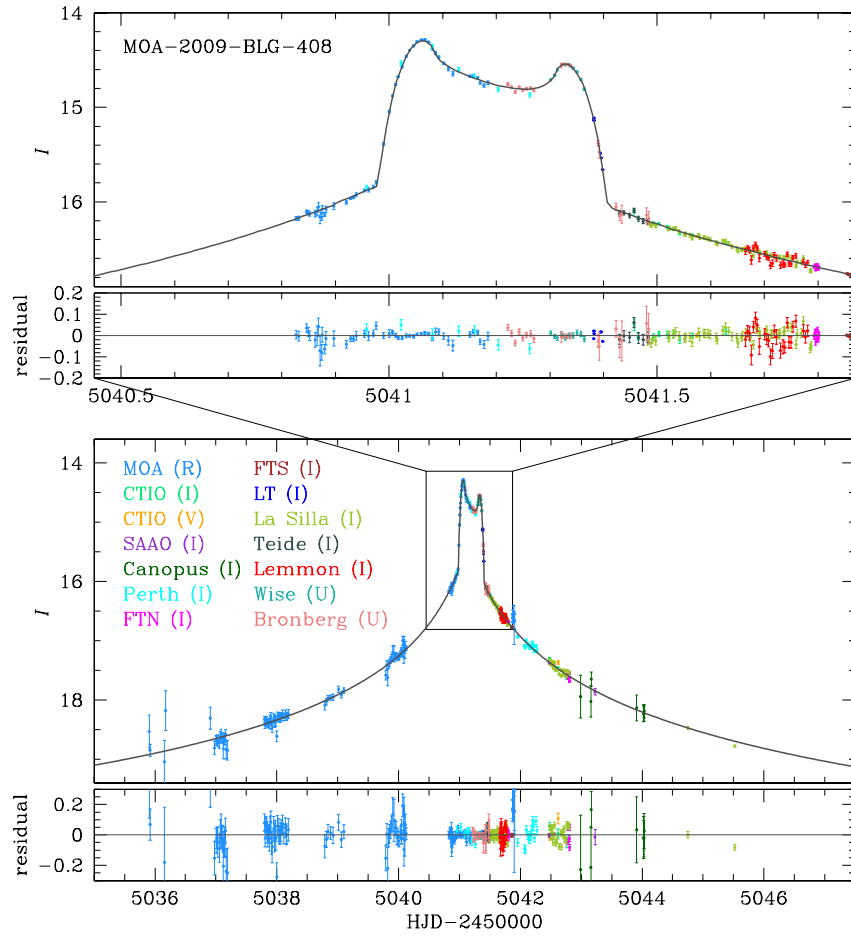 14
MOA-2009-BLG-408
15
I
16
0.2
0.1
0
−0.1
−0.2
residual
5040.5
5041
5041.5
14
MOA (R) FTS (I)
CTIO (I) LT (I)
CTIO (V) La Silla (I)
SAAO (I) Teide (I)
Canopus (I) Lemmon (I)
Perth (I) Wise (U)
FTN (I) Bronberg (U)
16
I
18
0.2
0
−0.2
residual
5036
5038
5040
5042
5044
5046
HJD−2450000